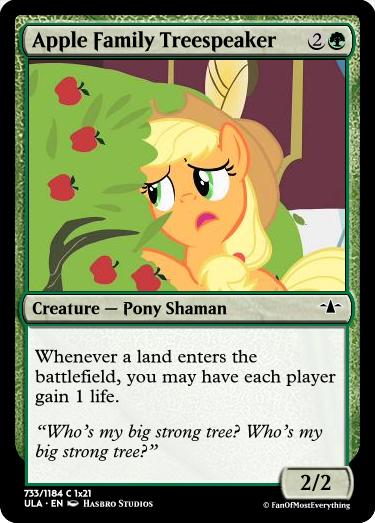 Apple Family Treespeaker 2
Creature — Pony Shaman
Whenever a land enters the
battlefield, you may have each player
gain 1 life.
“Who’s my big strong tree? Who’s my
big strong tree?”
2/2
733/1184 C 1x21
ULA • EN Hasbro Studios
© FanOfMostEverything